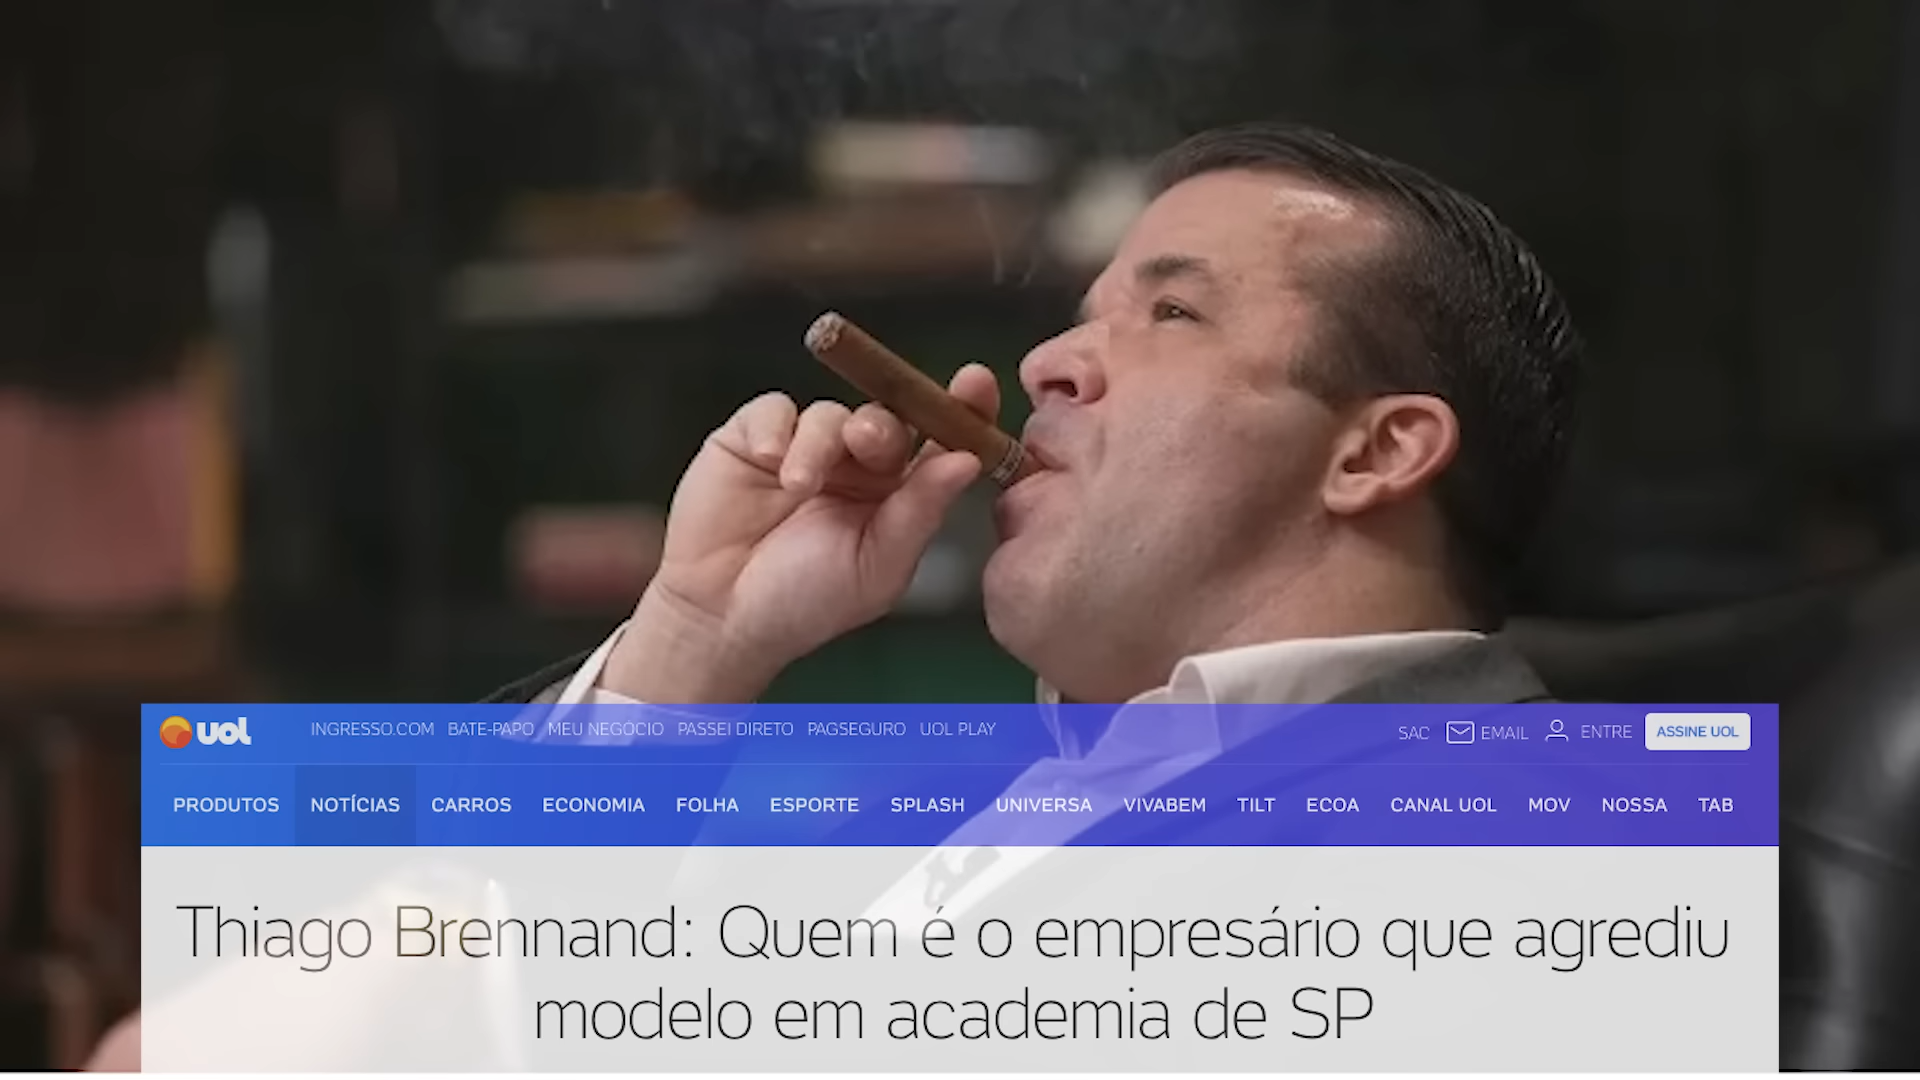 uol INGRESSO.COM BATE-PAPO MEU NEGÓCIO PASSEI DIRETO PAGSEGURO UOL PLAY SAC EMAIL ENTRE ASSINE UOL
PRODUTOS NOTÍCIAS CARROS ECONOMIA FOLHA ESPORTE SPLASH UNIVERSA VIVABEM TILT ECOA CANAL UOL MOV NOSSA TAB
Thiago Brennand: Quem é o empresário que agrediu
modelo em academia de SP